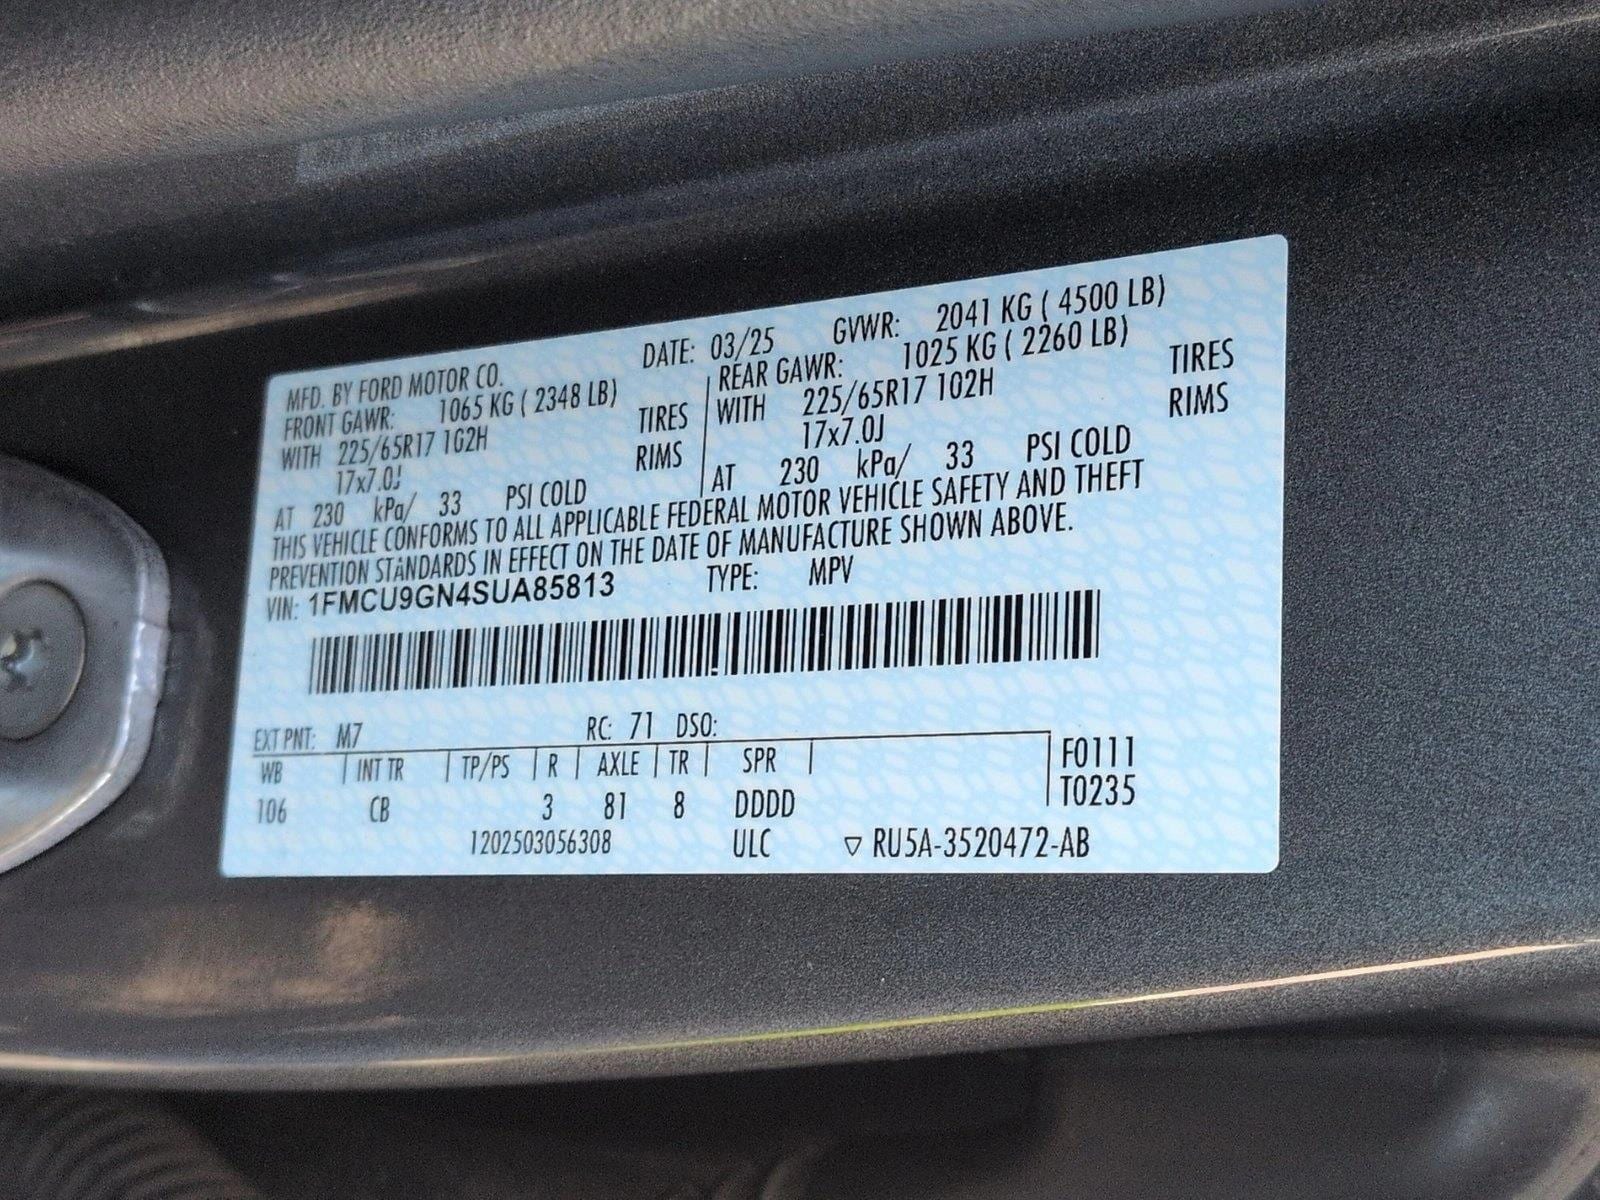 MFD. BY FORD MOTOR CO. DATE: 03/25 GVWR: 2041 KG ( 4500 LB)
FRONT GAWR: 1065 KG ( 2348 LB) REAR GAWR: 1025 KG ( 2260 LB)
WITH 225/65R17 102H TIRES WITH 225/65R17 102H TIRES
17x7.0J RIMS 17x7.0J RIMS
AT 230 kPa/ 33 PSI COLD AT 230 kPa/ 33 PSI COLD
THIS VEHICLE CONFORMS TO ALL APPLICABLE FEDERAL MOTOR VEHICLE SAFETY AND THEFT
PREVENTION STANDARDS IN EFFECT ON THE DATE OF MANUFACTURE SHOWN ABOVE.
VIN: 1FMCU9GN4SUA85813 TYPE: MPV
EXT PNT: M7 RC: 71 DSO:
WB INT TR TP/PS R AXLE TR SPR F0111
106 CB 3 81 8 DDDD T0235
1202503056308 ULC ▽ RU5A-3520472-AB